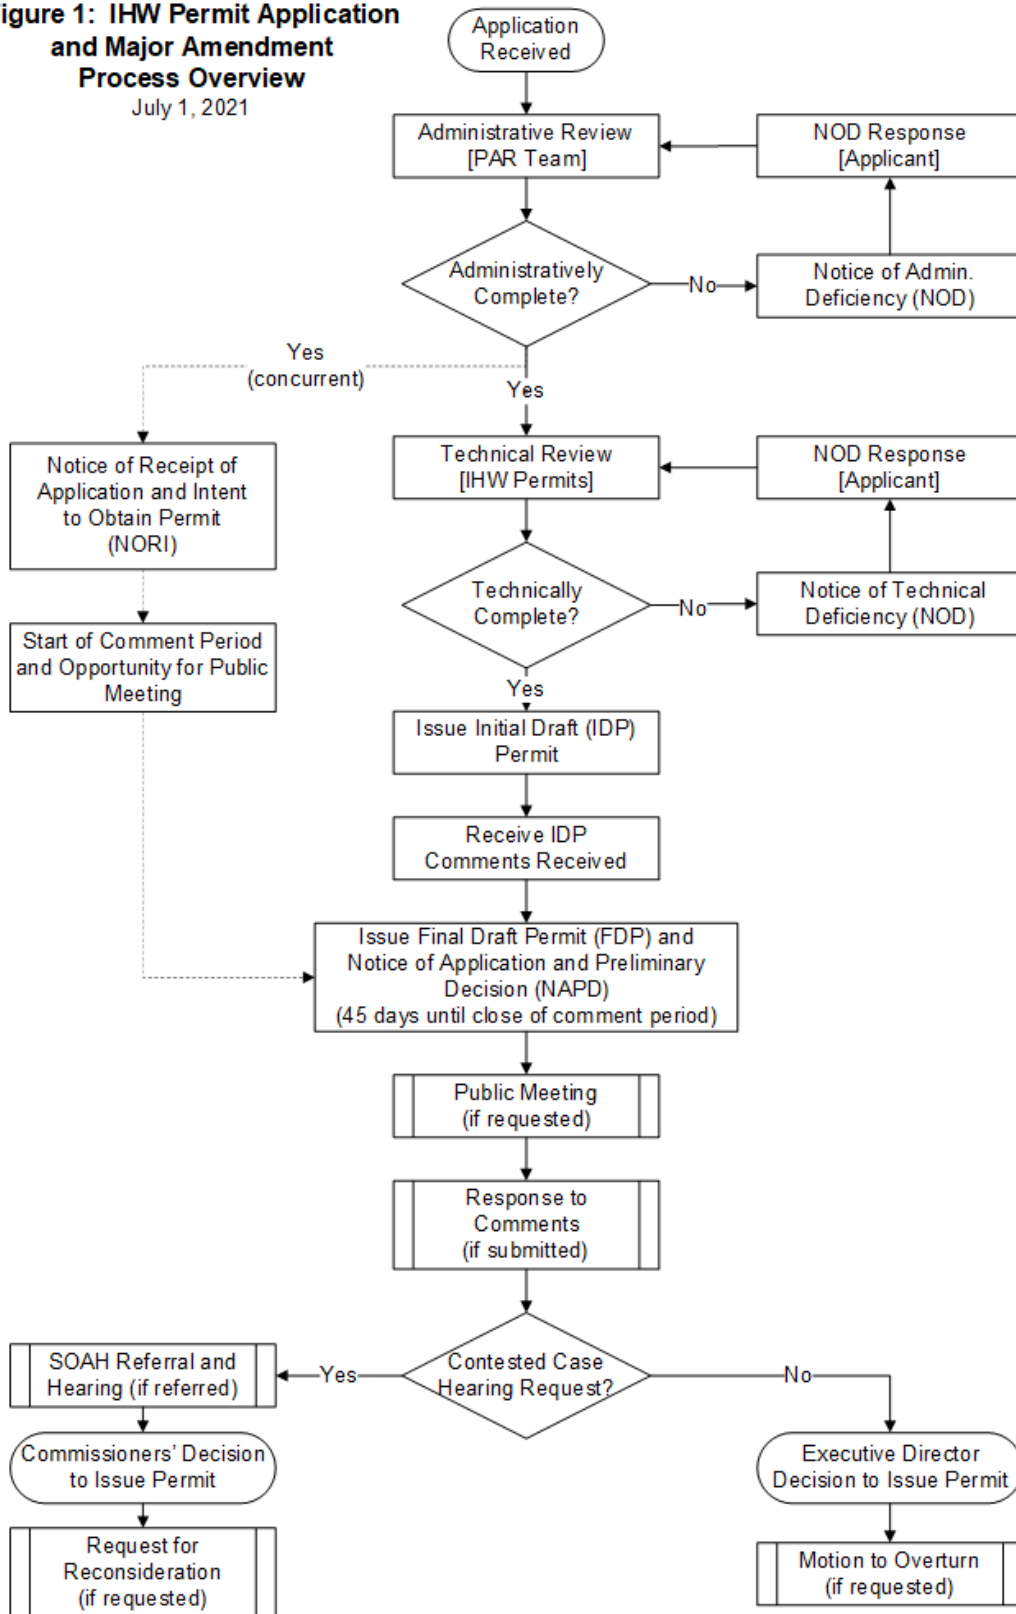 igure 1: IHW Permit Application
and Major Amendment
Process Overview
July 1, 2021
Application
Received
Administrative Review
[PAR Team]
NOD Response
[Applicant]
Administratively
Complete?
No
Notice of Admin.
Deficiency (NOD)
Yes
(concurrent)
Yes
Notice of Receipt of
Application and Intent
to Obtain Permit
(NORI)
Technical Review
[IHW Permits]
NOD Response
[Applicant]
Technically
Complete?
No
Notice of Technical
Deficiency (NOD)
Start of Comment Period
and Opportunity for Public
Meeting
Yes
Issue Initial Draft (IDP)
Permit
Receive IDP
Comments Received
Issue Final Draft Permit (FDP) and
Notice of Application and Preliminary
Decision (NAPD)
(45 days until close of comment period)
Public Meeting
(if requested)
Response to
Comments
(if submitted)
Contested Case
Hearing Request?
Yes
No
SOAH Referral and
Hearing (if referred)
Commissioners' Decision
to Issue Permit
Request for
Reconsideration
(if requested)
Executive Director
Decision to Issue Permit
Motion to Overturn
(if requested)